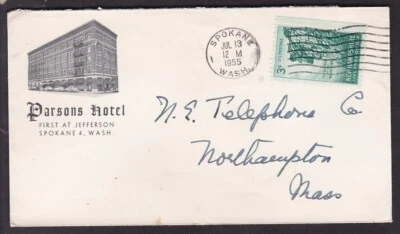 SPOKANE
JUL 13
12 M
1955
WASH.
3¢
Parsons Hotel
FIRST AT JEFFERSON
SPOKANE 4, WASH.
N. E. Telephone Co
Northampton
Mass